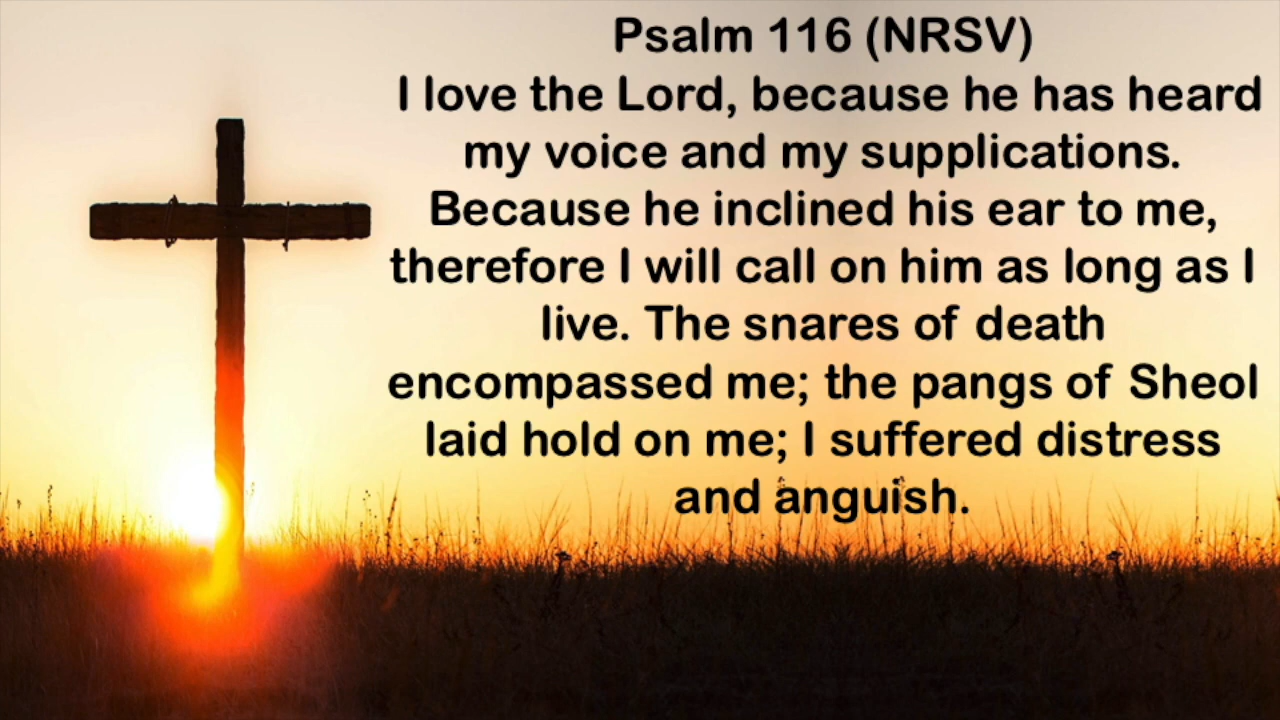 Psalm 116 (NRSV)
I love the Lord, because he has heard
my voice and my supplications.
Because he inclined his ear to me,
therefore I will call on him as long as I
live. The snares of death
encompassed me; the pangs of Sheol
laid hold on me; I suffered distress
and anguish.